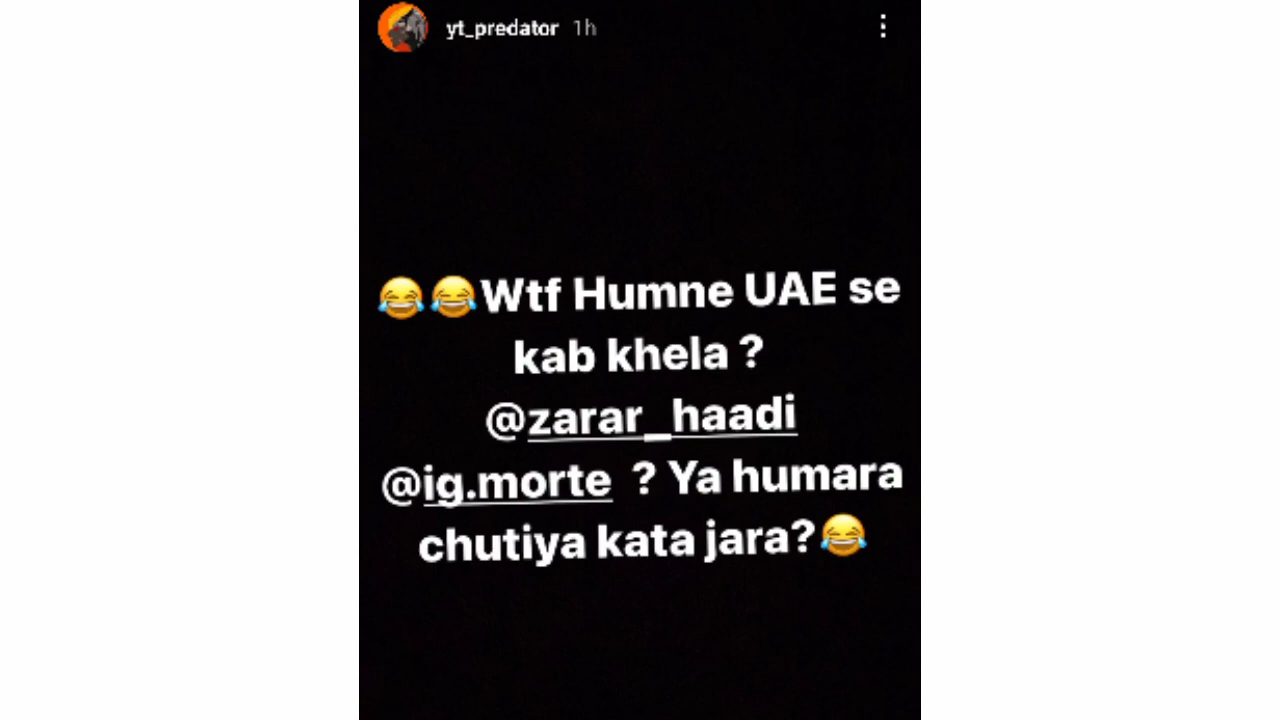 yt_predator 1h
😂😂Wtf Humne UAE se
kab khela ?
@zarar_haadi
@ig.morte ? Ya humara
chutiya kata jara?😂